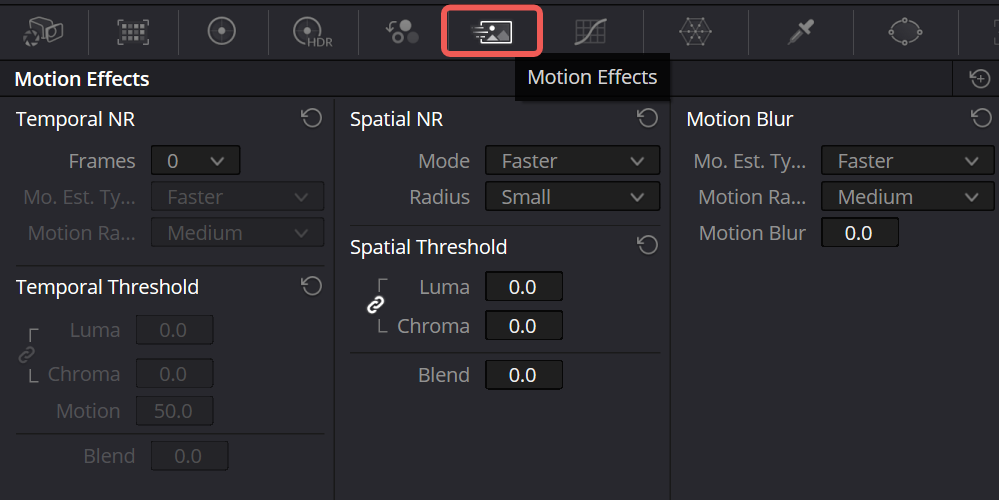 HDR
Motion Effects
Motion Effects
Temporal NR
Frames 0
Mo. Est. Ty... Faster
Motion Ra... Medium
Temporal Threshold
Luma 0.0
Chroma 0.0
Motion 50.0
Blend 0.0
Spatial NR
Mode Faster
Radius Small
Spatial Threshold
Luma 0.0
Chroma 0.0
Blend 0.0
Motion Blur
Mo. Est. Ty... Faster
Motion Ra... Medium
Motion Blur 0.0